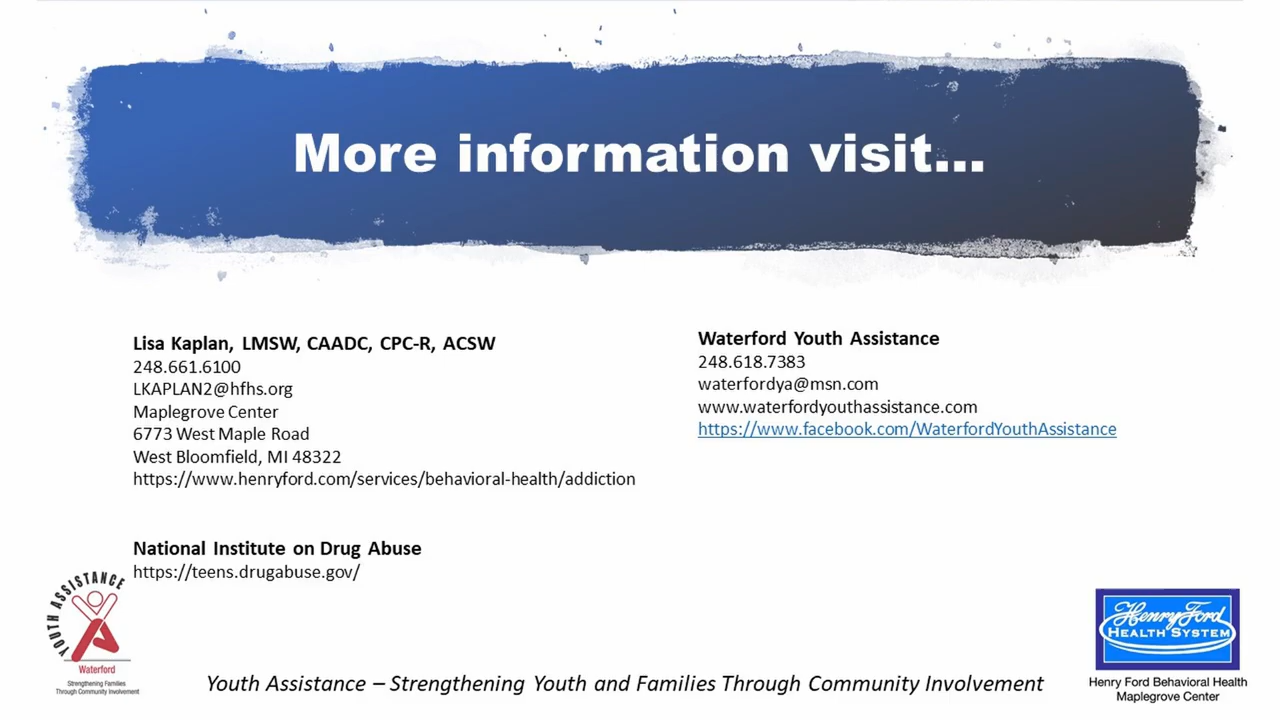 More information visit...
Lisa Kaplan, LMSW, CAADC, CPC-R, ACSW
248.661.6100
LKAPLAN2@hfhs.org
Maplegrove Center
6773 West Maple Road
West Bloomfield, MI 48322
https://www.henryford.com/services/behavioral-health/addiction
National Institute on Drug Abuse
https://teens.drugabuse.gov/
Waterford Youth Assistance
248.618.7383
waterfordya@msn.com
www.waterfordyouthassistance.com
https://www.facebook.com/WaterfordYouthAssistance
YOUTH ASSISTANCE
Waterford
Strengthening Families
Through Community Involvement
Youth Assistance – Strengthening Youth and Families Through Community Involvement
Henry Ford
HEALTH SYSTEM
Henry Ford Behavioral Health
Maplegrove Center